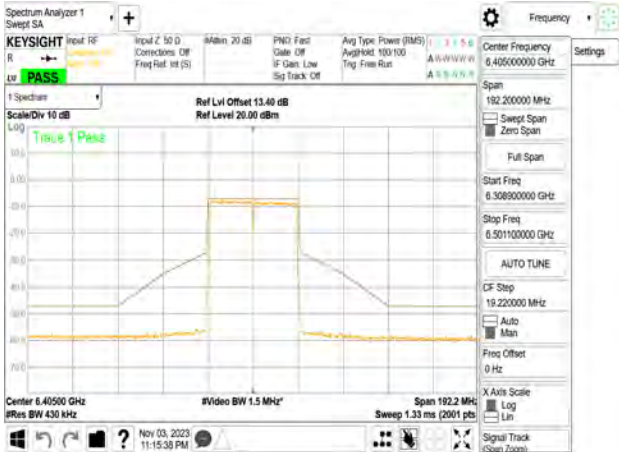 Spectrum Analyzer 1
Swept SA
+
Frequency
KEYSIGHT
Input: RF
Input Z: 50 Ω
#Atten: 20 dB
PNO: Fast
Avg Type: Power (RMS)
Corrections: Off
Gate: Off
Avg|Hold: 100/100
Freq Ref: Int (S)
IF Gain: Low
Trig: Free Run
Sig Track: Off
PASS
1 Spectrum
Scale/Div 10 dB
Ref Lvl Offset 13.40 dB
Ref Level 20.00 dBm
Log
Trace 1 Pass
Center 6.40500 GHz
#Res BW 430 kHz
#Video BW 1.5 MHz*
Span 192.2 MHz
Sweep 1.33 ms (2001 pts
Center Frequency
6.405000000 GHz
Settings
Span
192.200000 MHz
Swept Span
Zero Span
Full Span
Start Freq
6.308900000 GHz
Stop Freq
6.501100000 GHz
AUTO TUNE
CF Step
19.220000 MHz
Auto
Man
Freq Offset
0 Hz
X Axis Scale
Log
Lin
Signal Track
(Span Zoom)
?
Nov 03, 2023
11:15:38 PM